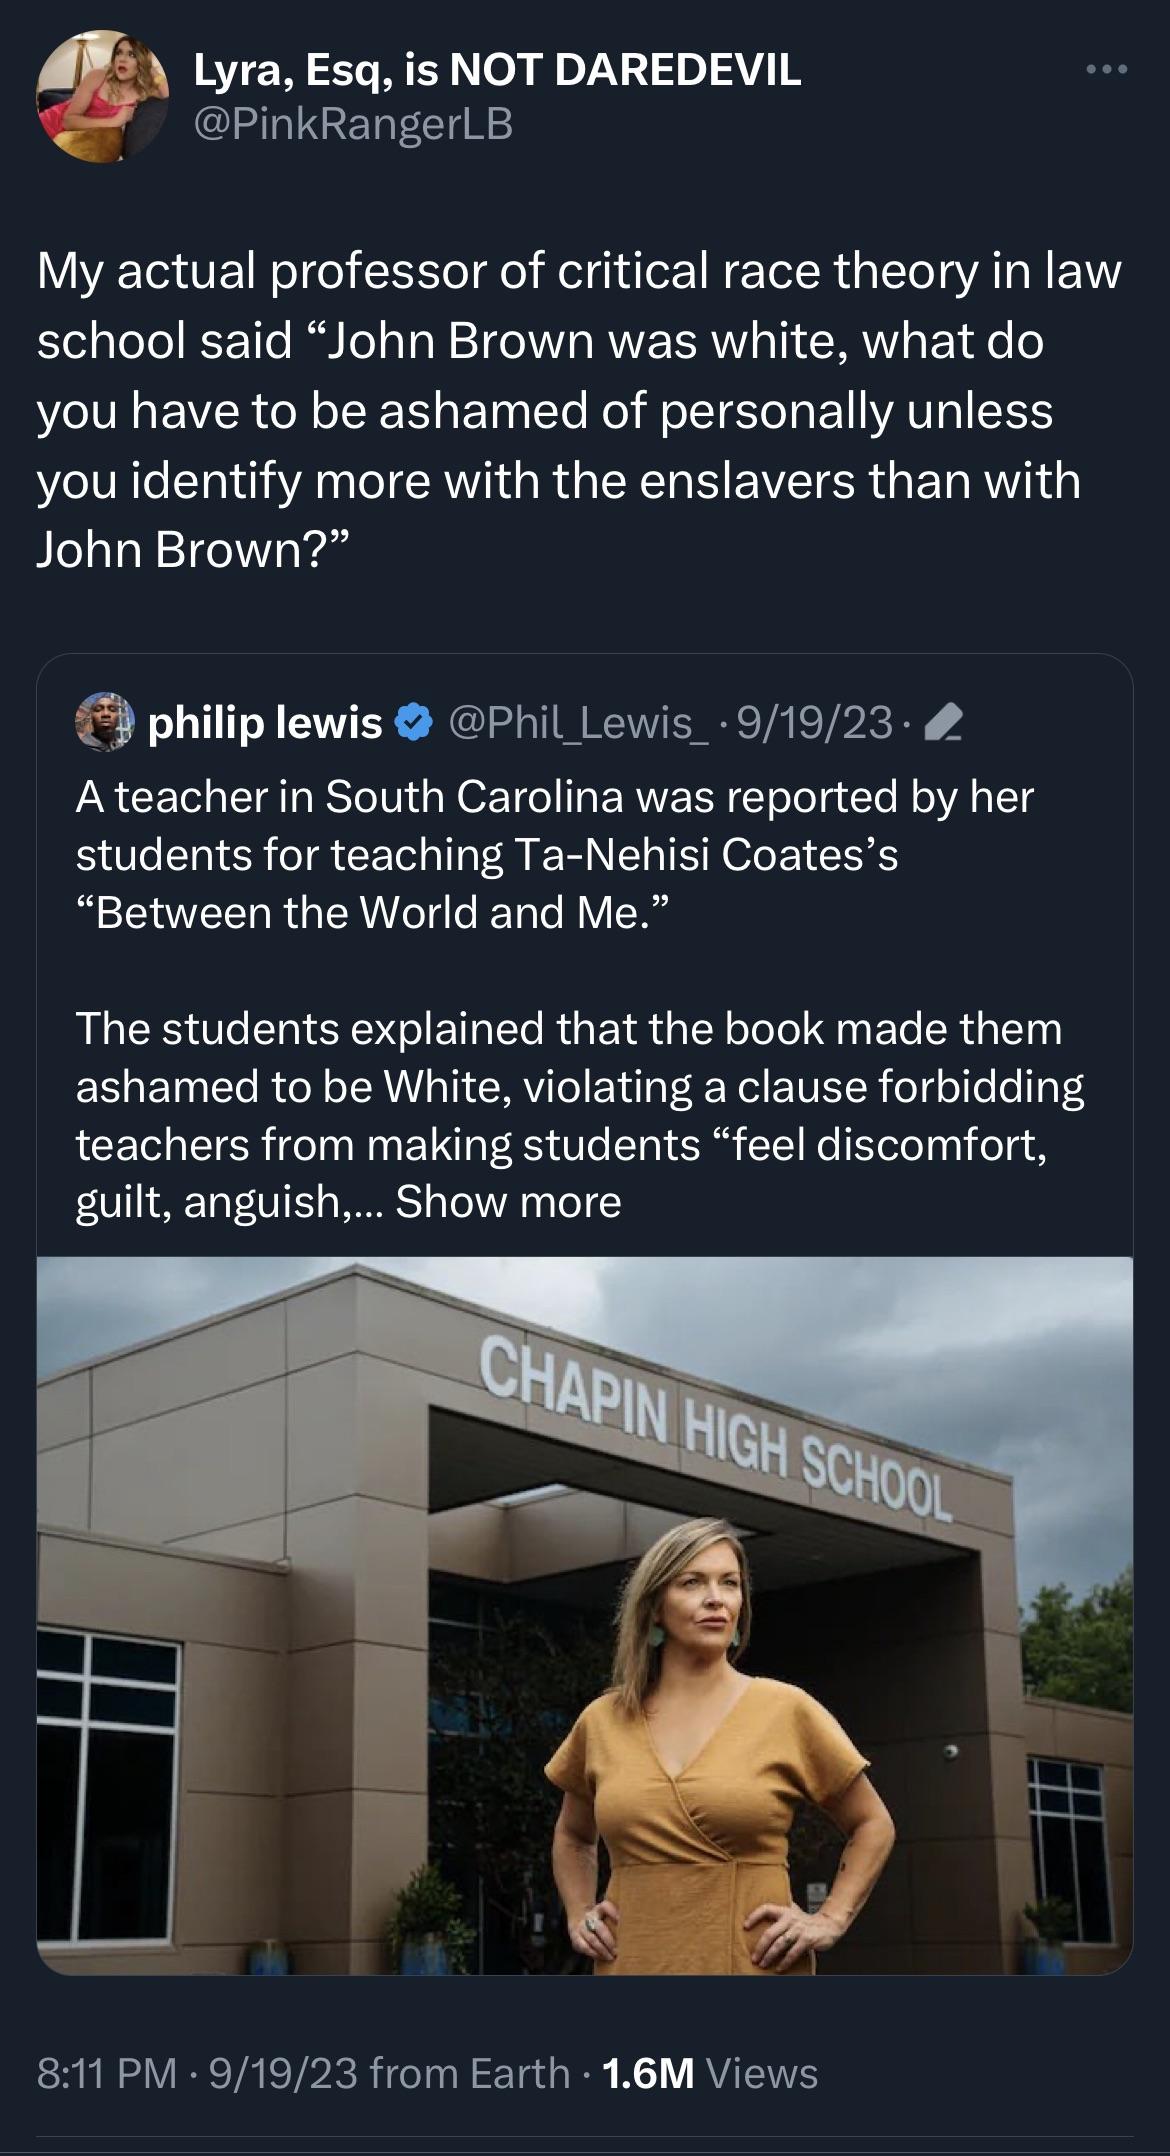 Lyra, Esq, is NOT DAREDEVIL
@PinkRangerLB
My actual professor of critical race theory in law
school said “John Brown was white, what do
you have to be ashamed of personally unless
you identify more with the enslavers than with
John Brown?”
philip lewis @Phil_Lewis_ · 9/19/23 ·
A teacher in South Carolina was reported by her
students for teaching Ta-Nehisi Coates’s
“Between the World and Me.”
The students explained that the book made them
ashamed to be White, violating a clause forbidding
teachers from making students “feel discomfort,
guilt, anguish,... Show more
CHAPIN HIGH SCHOOL
8:11 PM · 9/19/23 from Earth · 1.6M Views